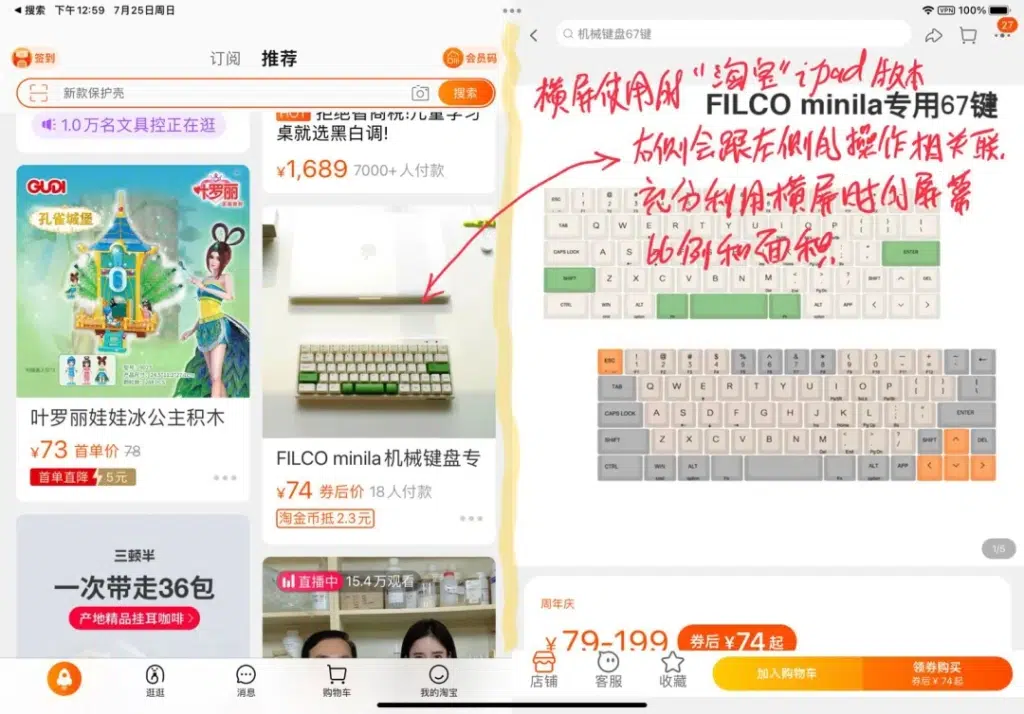 搜索 下午12:59 7月25日周日
VPN 100%
签到
订阅 推荐
会员码
新款保护壳
搜索
1.0万名文具控正在逛
GUDI
叶罗丽
孔雀城堡
叶罗丽娃娃冰公主积木
¥73 首单价 78
首单直降 5元
三顿半
一次带走36包
产地精品挂耳咖啡 >
HOT 拒绝智商税!儿童学习
桌就选黑白调!
¥1,689 7000+人付款
FILCO minila机械键盘专
¥74 券后价 18人付款
淘金币抵2.3元
直播中 15.4万观看
逛逛
消息
购物车
我的淘宝
机械键盘67键
27
横屏使用的“淘宝”iPad版本
FILCO minila专用67键
右侧会跟左侧的操作相关联.
充分利用横屏时的屏幕
比例和面积.
ESC
TAB Q W E R T Y U I O P
CAPS LOCK A S ENTER
SHIFT Z X C V B N M SHIFT DEL
CTRL WIN ALT ALT APP CTRL
ESC
TAB Q W E R T Y U I O P
CAPS LOCK A S D F G H J K L ENTER
SHIFT Z X C V B N M SHIFT DEL
CTRL WIN ALT ALT APP
1/5
周年庆
¥79-199 券后 ¥74 起
店铺
客服
收藏
加入购物车
领券购买
券后 ¥74起